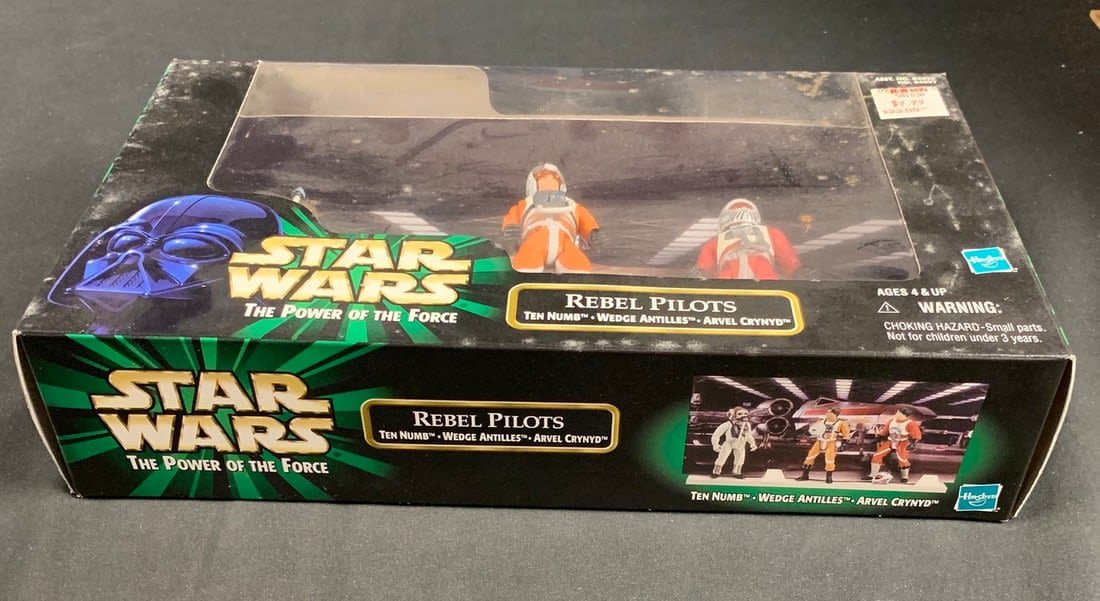 $9.99
STAR
WARS
THE POWER OF THE FORCE
REBEL PILOTS
TEN NUMB™ • WEDGE ANTILLES™ • ARVEL CRYNYD™
Hasbro
AGES 4 & UP
⚠ WARNING:
CHOKING HAZARD-Small parts.
Not for children under 3 years.
STAR
WARS
THE POWER OF THE FORCE
REBEL PILOTS
TEN NUMB™ • WEDGE ANTILLES™ • ARVEL CRYNYD™
TEN NUMB™ • WEDGE ANTILLES™ • ARVEL CRYNYD™
Hasbro